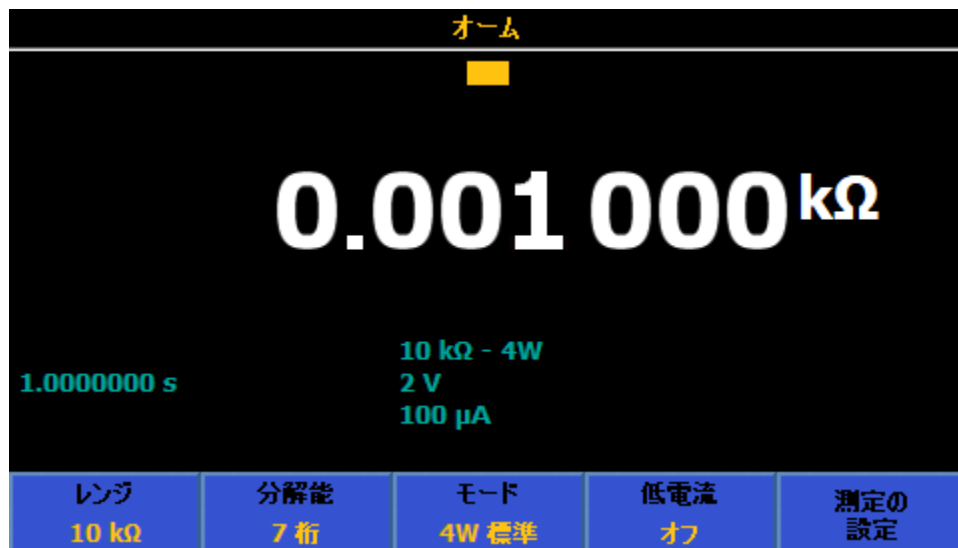 オーム
0.001 000 kΩ
10 kΩ - 4W
1.0000000 s
2 V
100 µA
レンジ
10 kΩ
分解能
7 桁
モード
4W 標準
低電流
オフ
測定の
設定